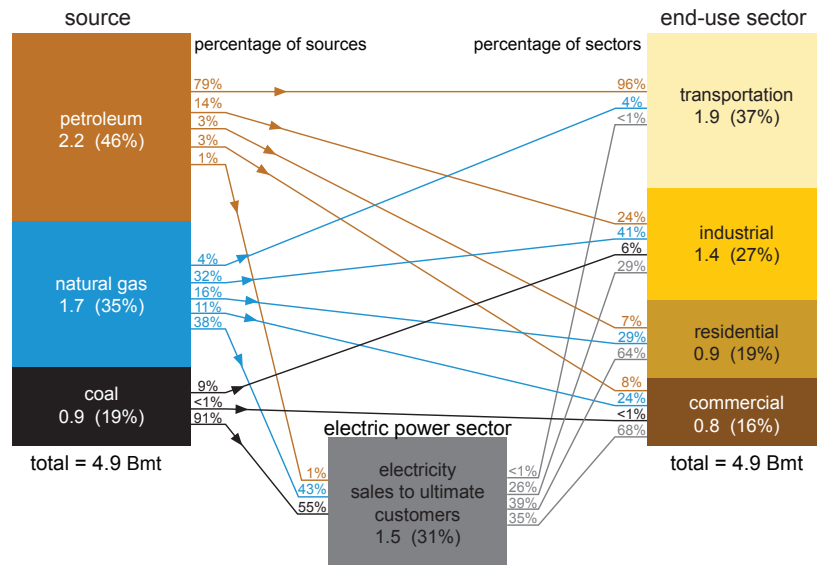 source
end-use sector
percentage of sources
percentage of sectors
petroleum
2.2 (46%)
79%
14%
3%
3%
1%
natural gas
1.7 (35%)
4%
32%
16%
11%
38%
coal
0.9 (19%)
9%
<1%
91%
total = 4.9 Bmt
electric power sector
electricity
sales to ultimate
customers
1.5 (31%)
1%
43%
55%
<1%
26%
39%
35%
96%
4%
<1%
transportation
1.9 (37%)
24%
41%
6%
29%
industrial
1.4 (27%)
7%
29%
64%
residential
0.9 (19%)
8%
24%
<1%
68%
commercial
0.8 (16%)
total = 4.9 Bmt